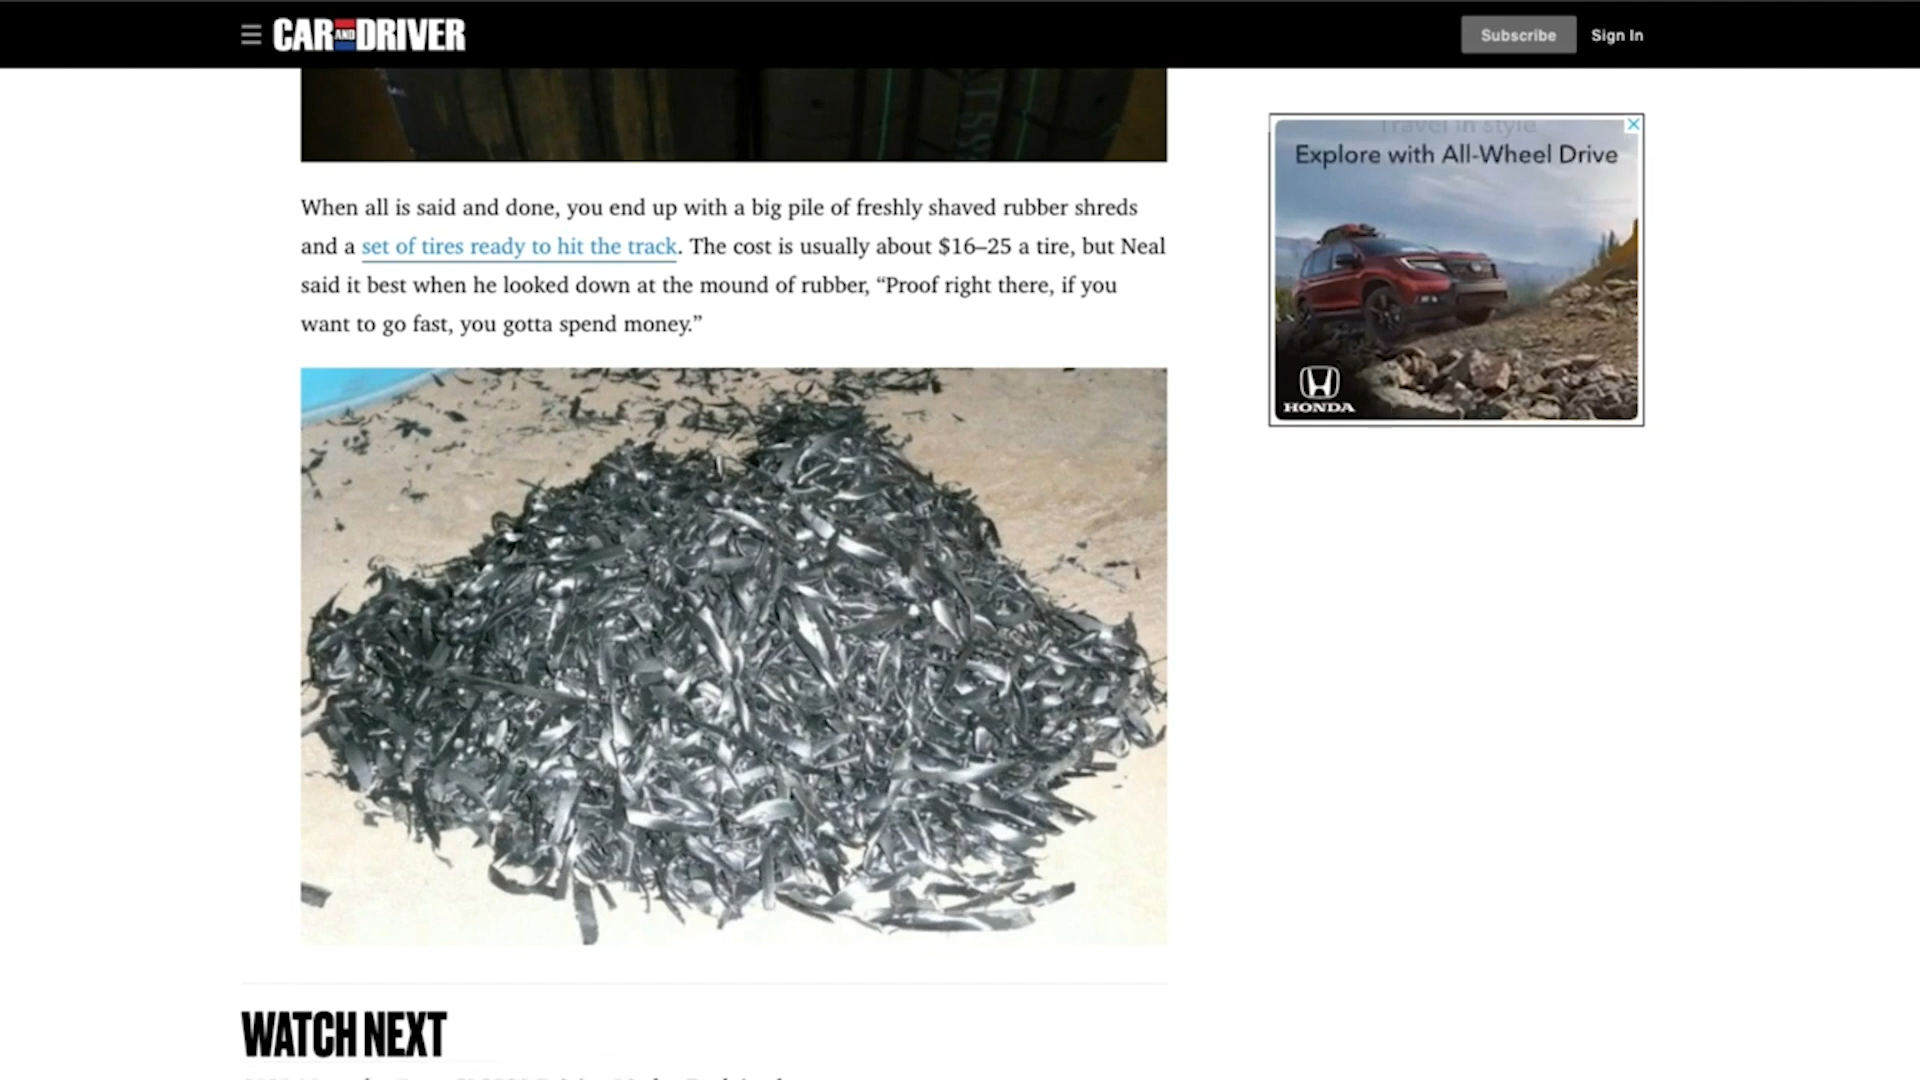 CAR AND DRIVER
Subscribe
Sign In
Travel in style
Explore with All-Wheel Drive
HONDA
When all is said and done, you end up with a big pile of freshly shaved rubber shreds
and a set of tires ready to hit the track. The cost is usually about $16–25 a tire, but Neal
said it best when he looked down at the mound of rubber, “Proof right there, if you
want to go fast, you gotta spend money.”
WATCH NEXT